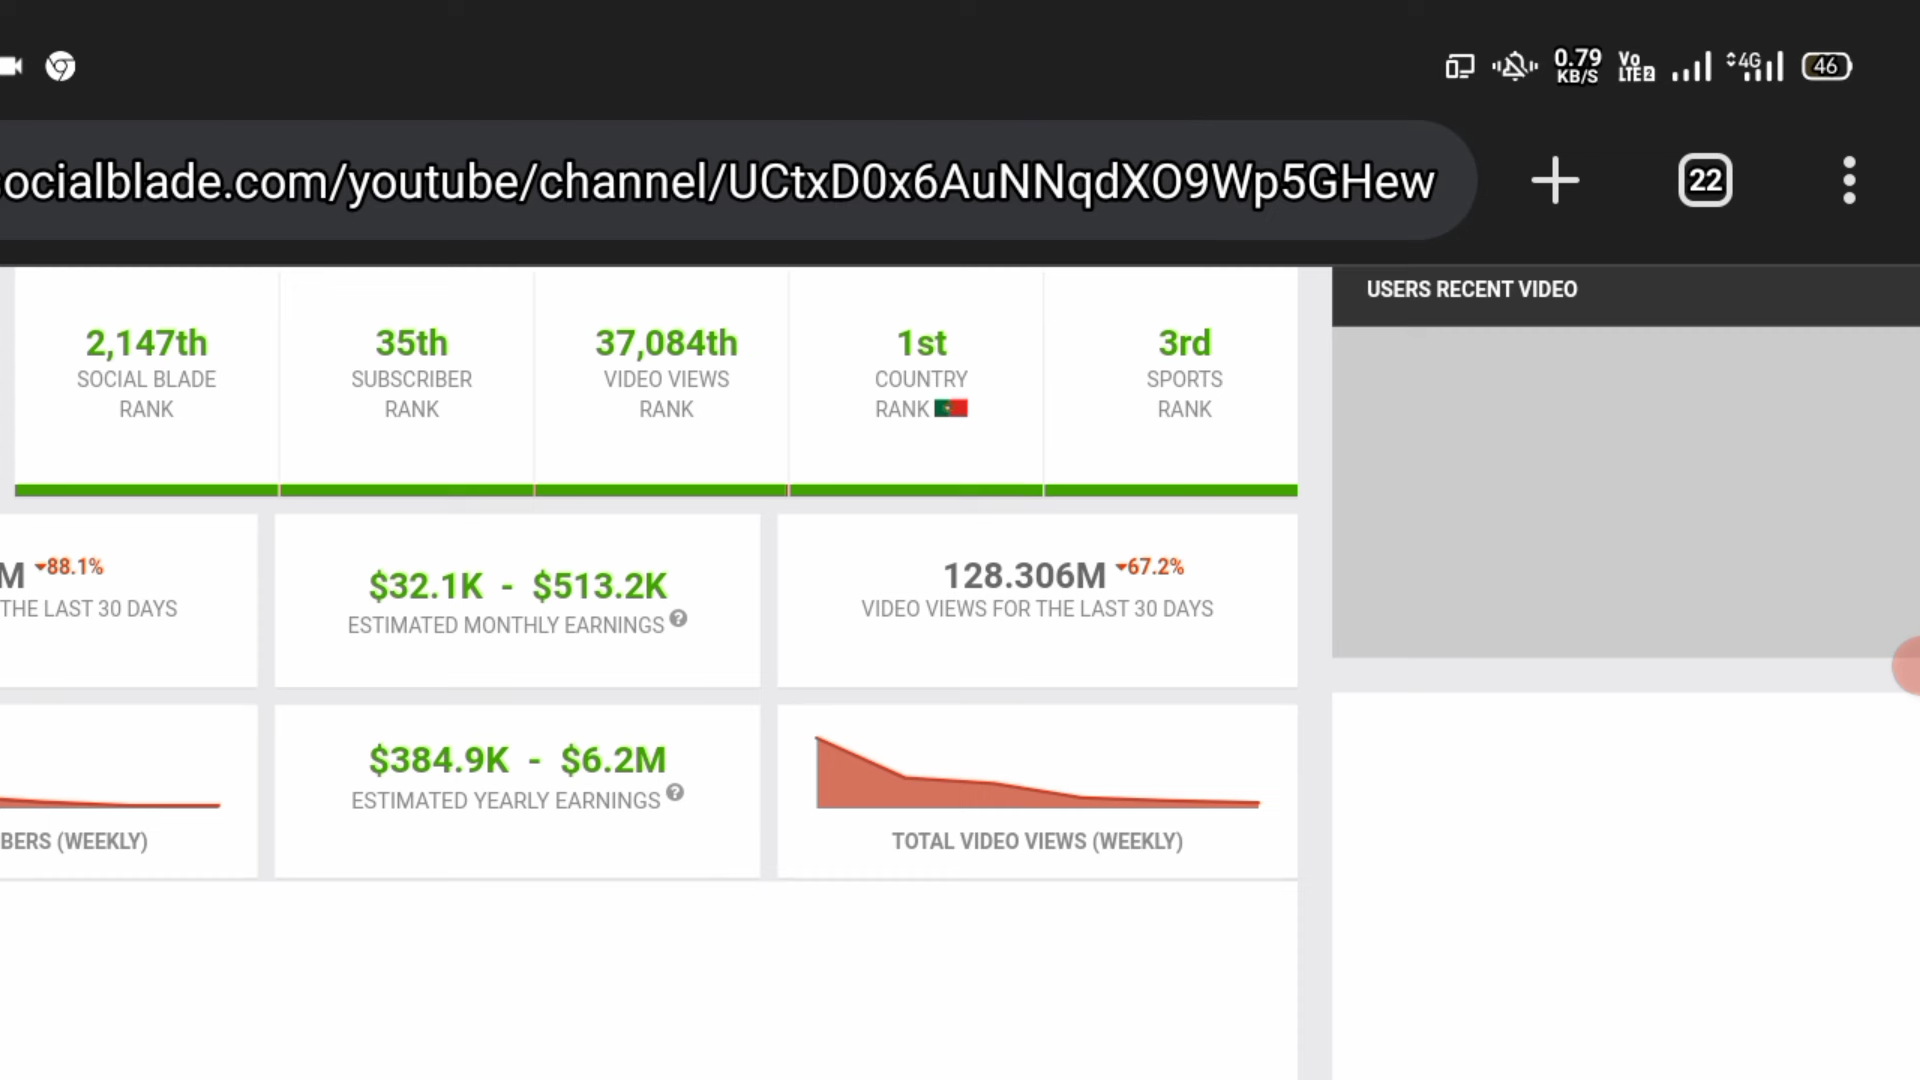 0.79
KB/S
Vo
LTE 2
4G
46
socialblade.com/youtube/channel/UCtxD0x6AuNNqdXO9Wp5GHew
22
USERS RECENT VIDEO
2,147th
SOCIAL BLADE
RANK
35th
SUBSCRIBER
RANK
37,084th
VIDEO VIEWS
RANK
1st
COUNTRY
RANK
3rd
SPORTS
RANK
M 88.1%
THE LAST 30 DAYS
$32.1K - $513.2K
ESTIMATED MONTHLY EARNINGS ?
128.306M 67.2%
VIDEO VIEWS FOR THE LAST 30 DAYS
BERS (WEEKLY)
$384.9K - $6.2M
ESTIMATED YEARLY EARNINGS ?
TOTAL VIDEO VIEWS (WEEKLY)